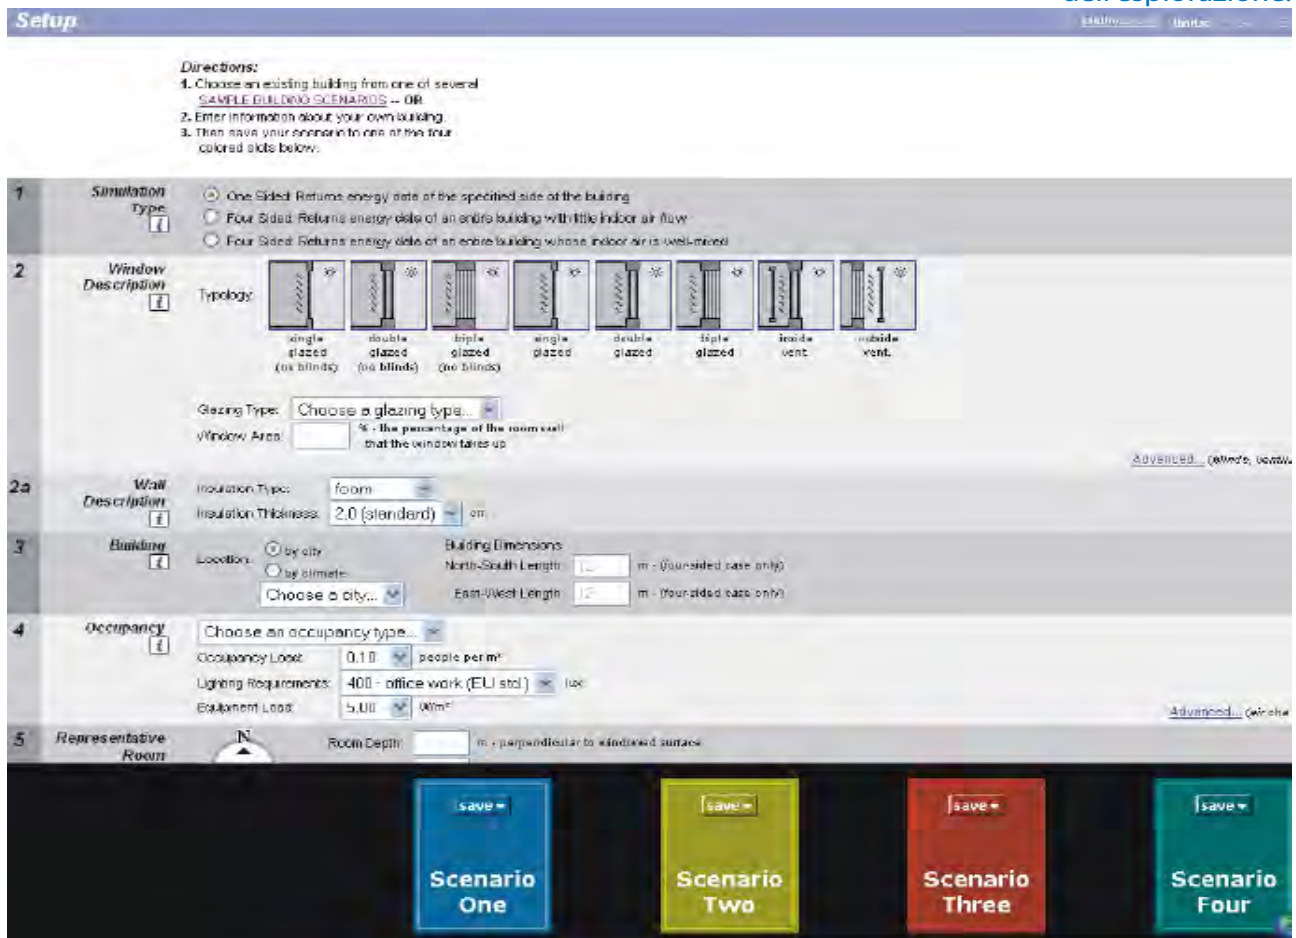 dell'esplorazione.
Setup
Directions:
1. Choose an existing building from one of several
SAMPLE BUILDING SCENARIOS -- OR
2. Enter information about your own building.
3. Then save your scenario to one of the four
colored slots below.
1
Simulation
Type
i
One Sided: Returns energy data of the specified side of the building
Four Sided: Returns energy data of an entire building with little indoor air flow
Four Sided: Returns energy data of an entire building whose indoor air is well-mixed
2
Window
Description
i
Typology:
single glazed (no blinds)
double glazed (no blinds)
triple glazed (no blinds)
single glazed
double glazed
triple glazed
inside vent.
outside vent.
Glazing Type: Choose a glazing type...
Window Area: % - the percentage of the room wall
that the window takes up
Advanced...
2a
Wall
Description
i
Insulation Type: foam
Insulation Thickness: 2.0 (standard) cm
3
Building
i
Location: by city
by climate
Choose a city...
Building Dimensions
North-South Length: 12 m - (four-sided case only)
East-West Length: 12 m - (four-sided case only)
4
Occupancy
i
Choose an occupancy type...
Occupancy Load: 0.10 people per m²
Lighting Requirements: 400 - office work (EU std.) lux
Equipment Load: 5.00 W/m²
Advanced...
5
Representative
Room
N
Room Depth: m - perpendicular to windowed surface
save
save
save
save
Scenario
One
Scenario
Two
Scenario
Three
Scenario
Four